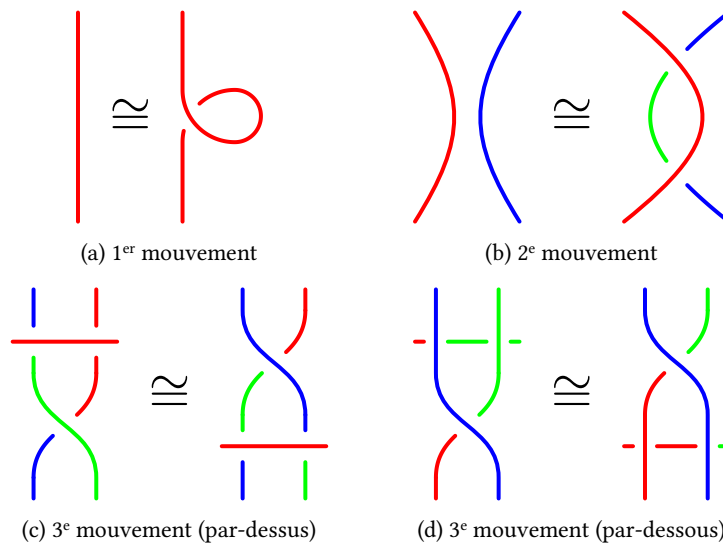 ≅ ≅
(a) 1er mouvement (b) 2e mouvement
≅ ≅
(c) 3e mouvement (par-dessus) (d) 3e mouvement (par-dessous)